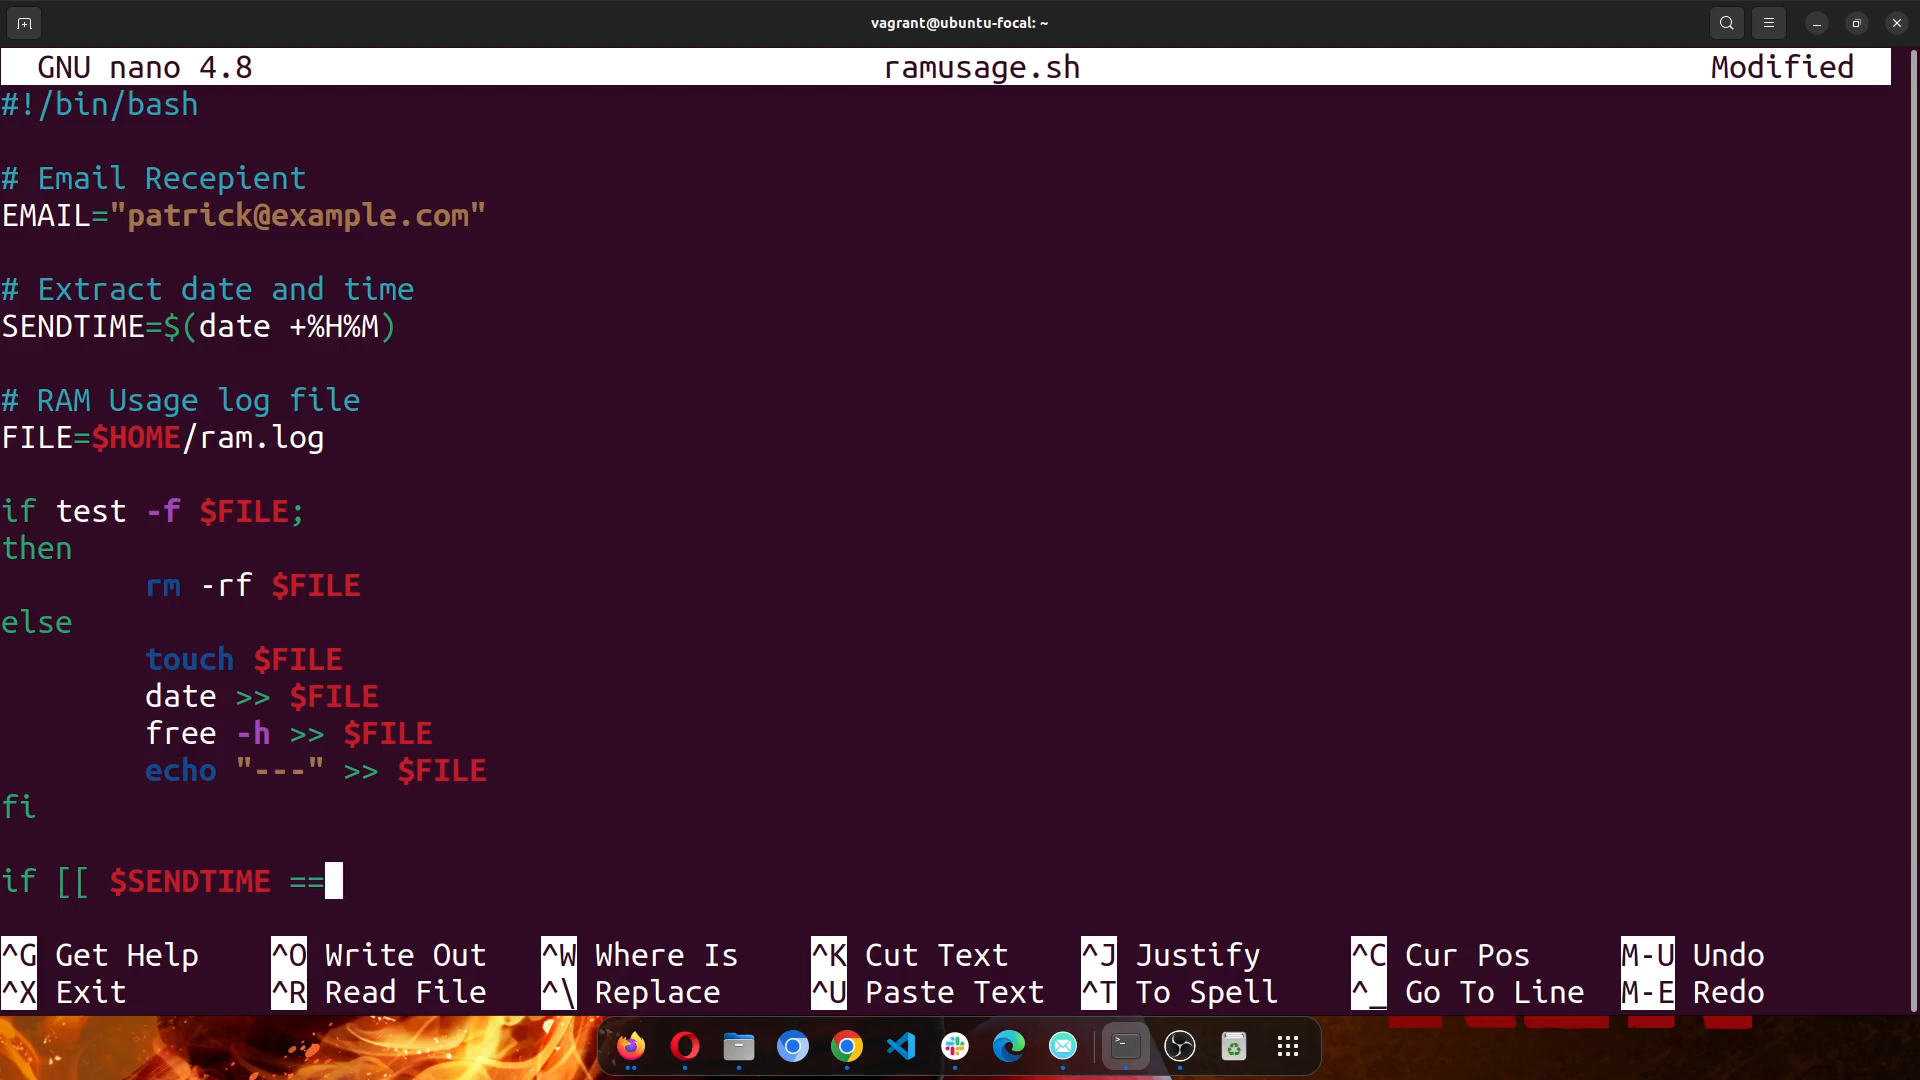 vagrant@ubuntu-focal: ~
GNU nano 4.8 ramusage.sh Modified
#!/bin/bash
# Email Recepient
EMAIL="patrick@example.com"
# Extract date and time
SENDTIME=$(date +%H%M)
# RAM Usage log file
FILE=$HOME/ram.log
if test -f $FILE;
then
rm -rf $FILE
else
touch $FILE
date >> $FILE
free -h >> $FILE
echo "---" >> $FILE
fi
if [[ $SENDTIME ==
^G Get Help ^O Write Out ^W Where Is ^K Cut Text ^J Justify ^C Cur Pos M-U Undo
^X Exit ^R Read File ^\ Replace ^U Paste Text ^T To Spell ^_ Go To Line M-E Redo